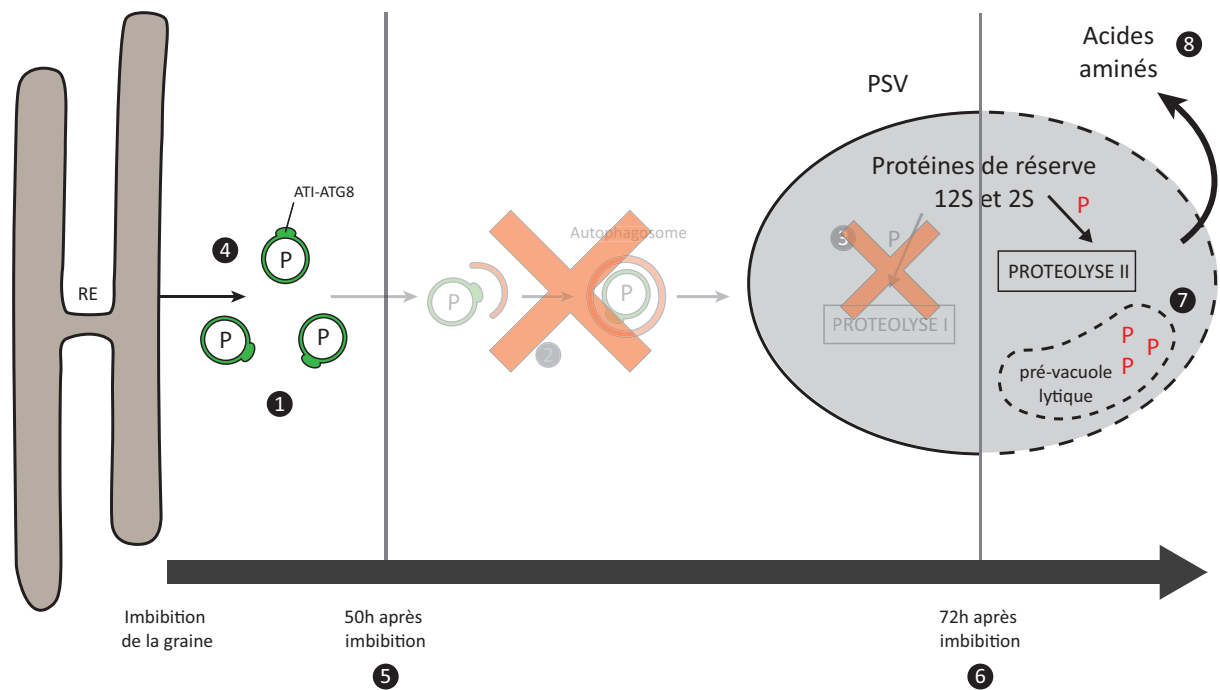 Acides
aminés
8
PSV
Protéines de réserve
12S et 2S
P
ATI-ATG8
4
P
Autophagosome
3
P
PROTEOLYSE II
RE
P
P
P
P
PROTEOLYSE I
7
P
P
P
2
pré-vacuole
lytique
1
Imbibition
de la graine
50h après
imbibition
72h après
imbibition
5
6